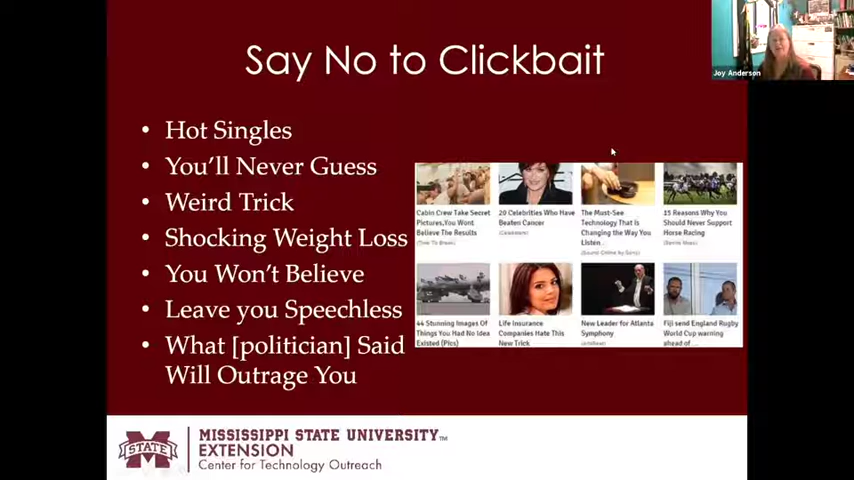 Say No to Clickbait
Joy Anderson
• Hot Singles
• You'll Never Guess
• Weird Trick
• Shocking Weight Loss
• You Won't Believe
• Leave you Speechless
• What [politician] Said
Will Outrage You
Cabin Crew Take Secret
Pictures,You Wont
Believe The Results
(Time To Break)
20 Celebrities Who Have
Beaten Cancer
(Celebchatter)
The Must-See
Technology That Is
Changing the Way You
Listen
15 Reasons Why You
Should Never Support
Horse Racing
44 Stunning Images Of
Things You Had No Idea
Existed (Pics)
Life Insurance
Companies Hate This
New Trick
New Leader for Atlanta
Symphony
Fiji send England Rugby
World Cup warning
ahead of ...
STATE
MISSISSIPPI STATE UNIVERSITY™
EXTENSION
Center for Technology Outreach